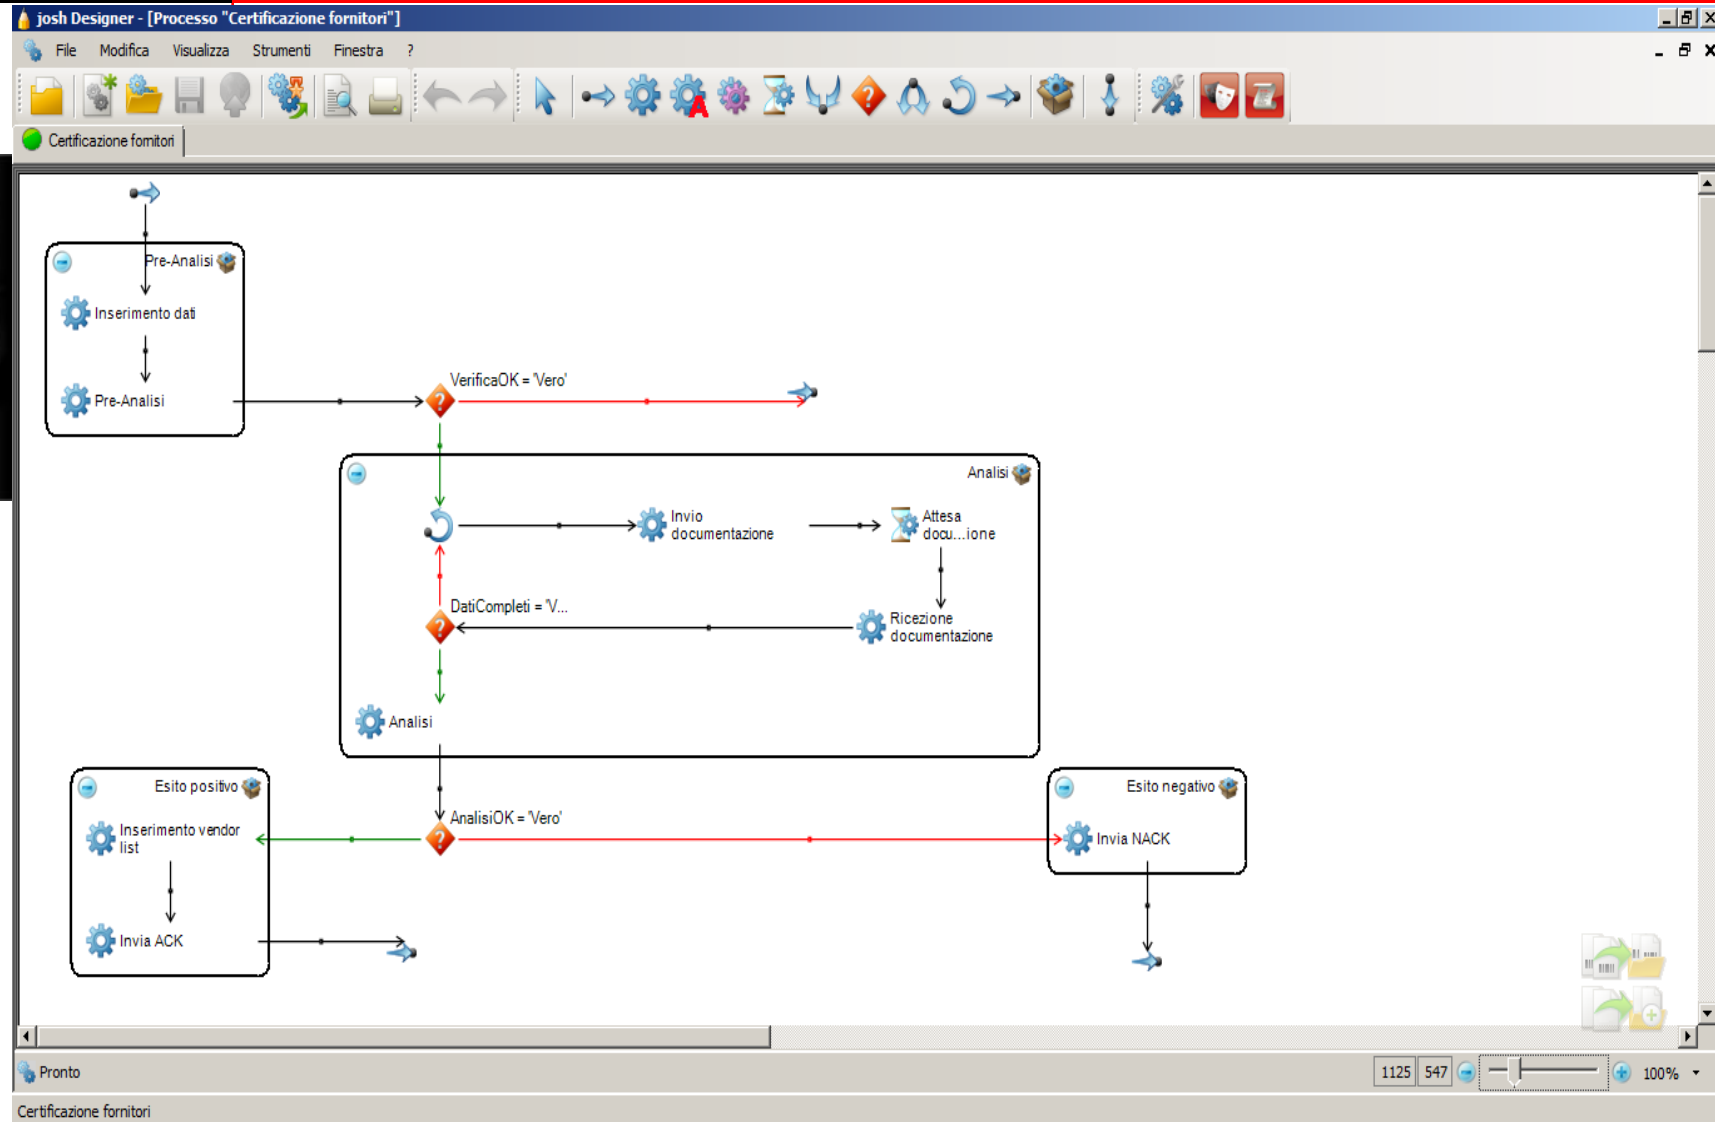 josh Designer - [Processo "Certificazione fornitori"]
File Modifica Visualizza Strumenti Finestra ?
A
Certificazione fornitori
Pre-Analisi
Inserimento dati
Pre-Analisi
VerificaOK = 'Vero'
Analisi
Invio
documentazione
Attesa
docu...ione
DatiCompleti = 'V...
Ricezione
documentazione
Analisi
Esito positivo
Esito negativo
AnalisiOK = 'Vero'
Inserimento vendor
list
Invia NACK
Invia ACK
Pronto
1125 547 100%
Certificazione fornitori